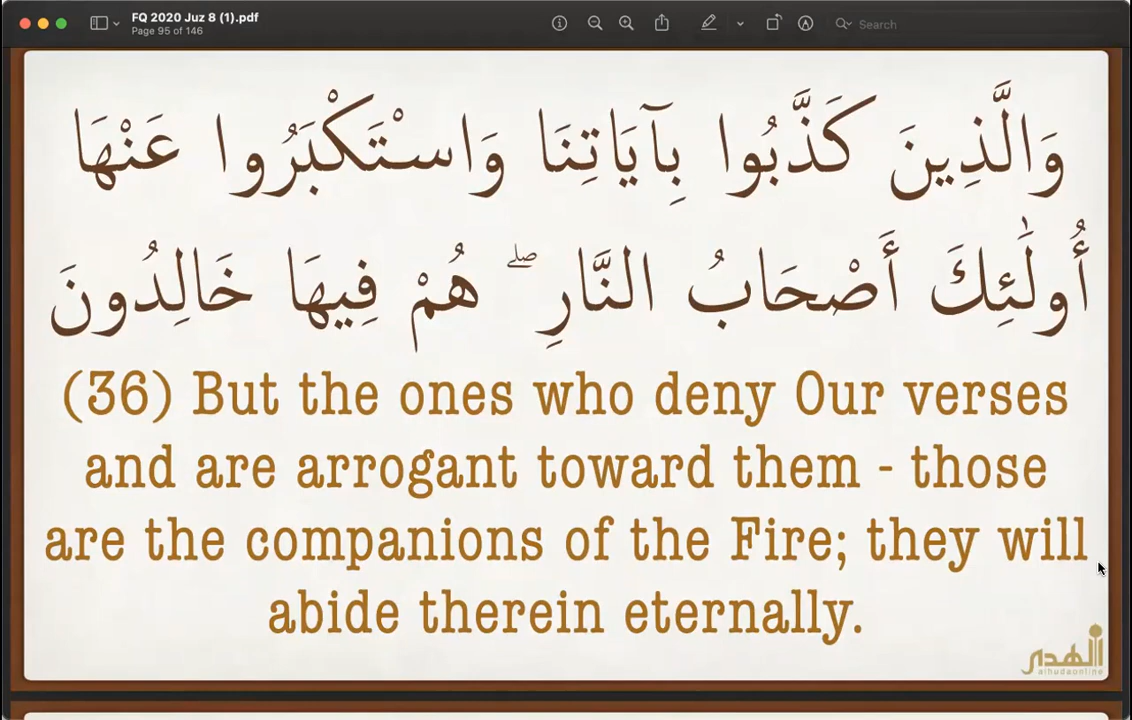 FQ 2020 Juz 8 (1).pdf
Page 95 of 146
Search
وَالَّذِينَ كَذَّبُوا بِآيَاتِنَا وَاسْتَكْبَرُوا عَنْهَا
أُولَٰئِكَ أَصْحَابُ النَّارِ ۖ هُمْ فِيهَا خَالِدُونَ
(36) But the ones who deny Our verses
and are arrogant toward them - those
are the companions of the Fire; they will
abide therein eternally.
الهدى
alhudaonline